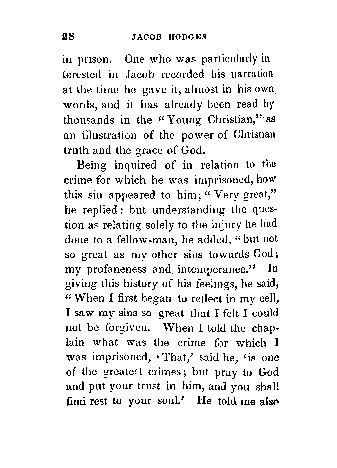 28 JACOB HODGES
in prison. One who was particularly in
terested in Jacob recorded his narration
at the time he gave it, almost in his own
words, and it has already been read by
thousands in the “Young Christian,” as
an illustration of the power of Christian
truth and the grace of God.
Being inquired of in relation to the
crime for which he was imprisoned, how
this sin appeared to him; “Very great,”
he replied: but understanding the ques-
tion as relating solely to the injury he had
done to a fellow-man, he added, “but not
so great as my other sins towards God;
my profaneness and intemperance.” In
giving this history of his feelings, he said,
“When I first began to reflect in my cell,
I saw my sins so great that I felt I could
not be forgiven. When I told the chap-
lain what was the crime for which I
was imprisoned, ‘That,’ said he, ‘is one
of the greatest crimes; but pray to God
and put your trust in him, and you shall
find rest to your soul.’ He told me also